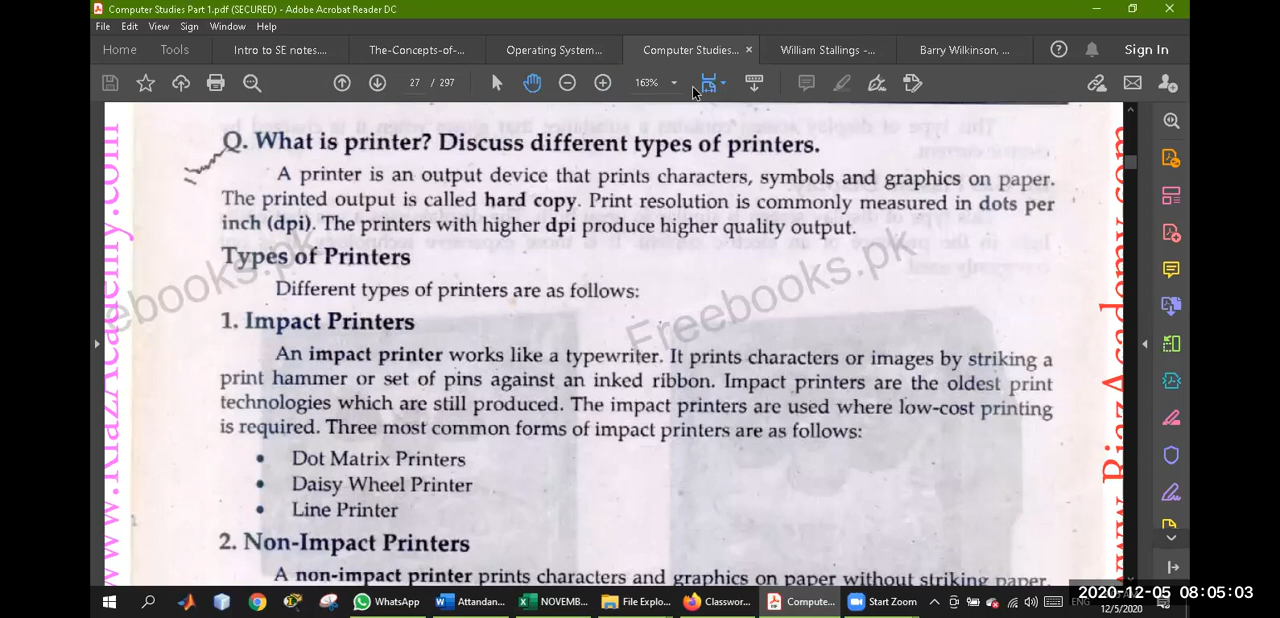 Computer Studies Part 1.pdf (SECURED) - Adobe Acrobat Reader DC
File Edit View Sign Window Help
Home Tools Intro to SE notes.... The-Concepts-of-... Operating System... Computer Studies... × William Stallings -... Barry Wilkinson, ... Sign In
27 / 297 163%
Q. What is printer? Discuss different types of printers.
A printer is an output device that prints characters, symbols and graphics on paper.
The printed output is called hard copy. Print resolution is commonly measured in dots per
inch (dpi). The printers with higher dpi produce higher quality output.
Types of Printers
Different types of printers are as follows:
1. Impact Printers
An impact printer works like a typewriter. It prints characters or images by striking a
print hammer or set of pins against an inked ribbon. Impact printers are the oldest print
technologies which are still produced. The impact printers are used where low-cost printing
is required. Three most common forms of impact printers are as follows:
• Dot Matrix Printers
• Daisy Wheel Printer
• Line Printer
2. Non-Impact Printers
A non-impact printer prints characters and graphics on paper without striking paper.
Freebooks.pk
eebooks.pk
www.RiazAcademy.com
www.RiazAcademy.com
WhatsApp Attandan... NOVEMB... File Explo... Classwor... Compute... Start Zoom ENG
2020-12-05 08:05:03
12/5/2020